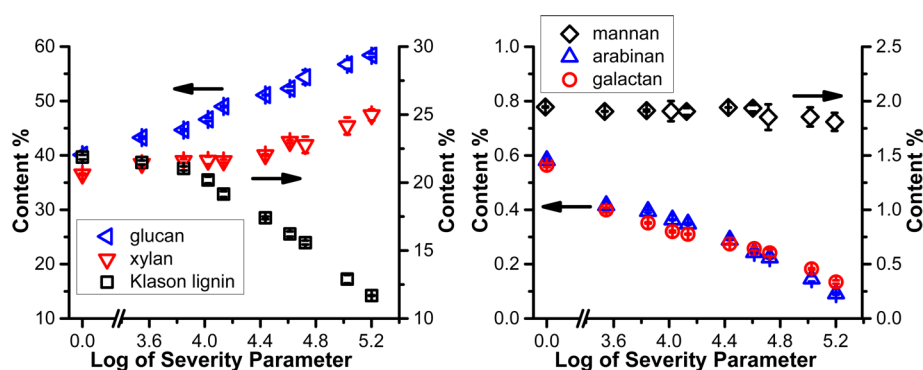 60
50
40
30
20
10
Content %
glucan
xylan
Klason lignin
30
25
20
15
10
Content %
0.0 3.6 4.0 4.4 4.8 5.2
Log of Severity Parameter
1.0
0.8
0.6
0.4
0.2
0.0
Content %
mannan
arabinan
galactan
2.5
2.0
1.5
1.0
0.5
0.0
Content %
0.0 3.6 4.0 4.4 4.8 5.2
Log of Severity Parameter